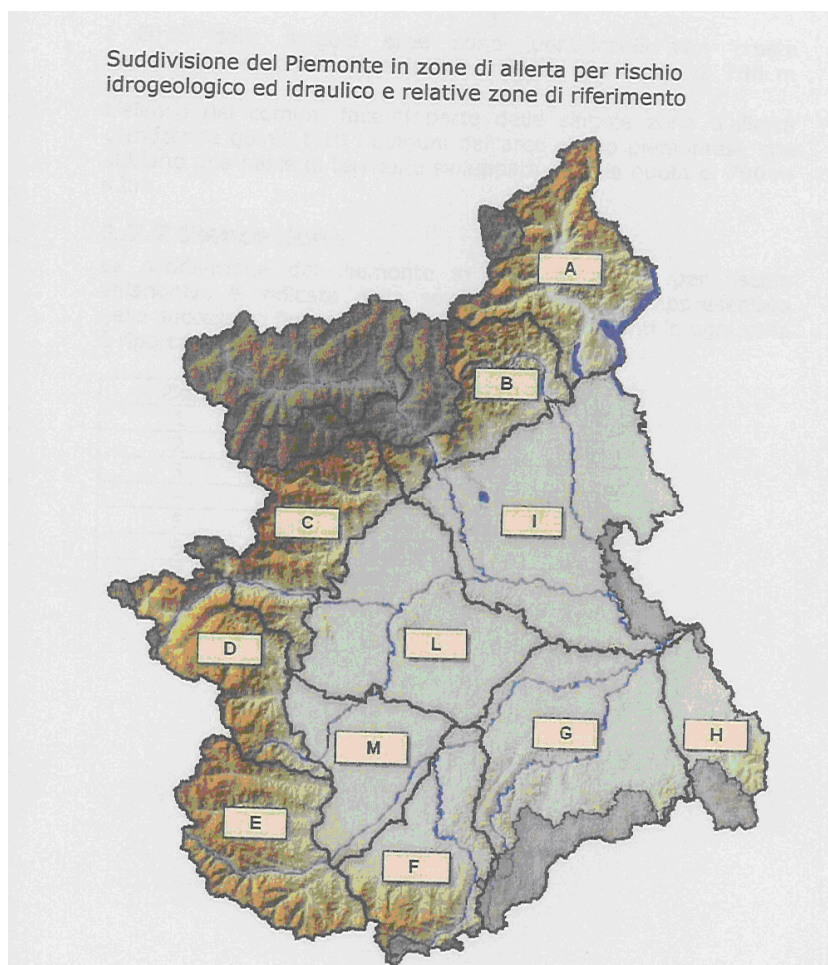 Suddivisione del Piemonte in zone di allerta per rischio
idrogeologico ed idraulico e relative zone di riferimento
A
B
C
I
D
L
M
G
H
E
F